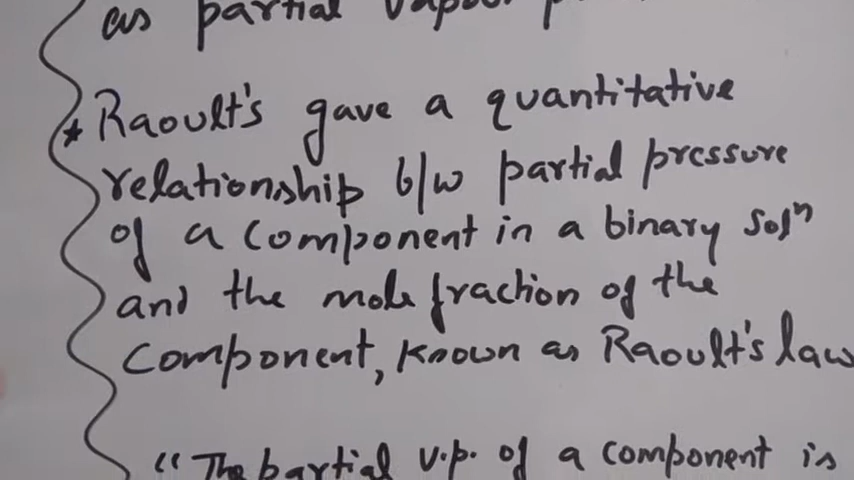 as partial vapour
* Raoult's gave a quantitative
relationship b/w partial pressure
of a component in a binary solⁿ
and the mole fraction of the
Component, known as Raoult's law
"The partial v.p. of a component is